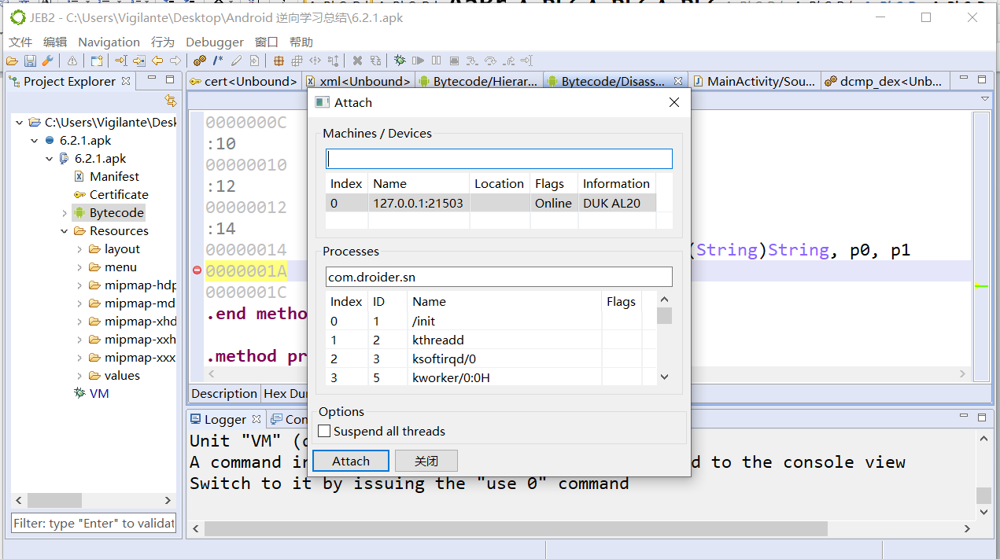 JEB2 - C:\Users\Vigilante\Desktop\Android 逆向学习总结\6.2.1.apk
文件 编辑 Navigation 行为 Debugger 窗口 帮助
Project Explorer
cert<Unbound>
xml<Unbound>
Bytecode/Hierar...
Bytecode/Disass...
MainActivity/Sou...
dcmp_dex<Unb...
C:\Users\Vigilante\Desk
6.2.1.apk
6.2.1.apk
Manifest
Certificate
Bytecode
Resources
layout
menu
mipmap-hdp
mipmap-md
mipmap-xhd
mipmap-xxh
mipmap-xxx
values
VM
Filter: type "Enter" to validat
0000000C
:10
00000010
:12
00000012
:14
00000014 (String)String, p0, p1
0000001A
0000001C
.end metho
.method pr
Description Hex Du
Attach
Machines / Devices
Index Name Location Flags Information
0 127.0.0.1:21503 Online DUK AL20
Processes
com.droider.sn
Index ID Name Flags
0 1 /init
1 2 kthreadd
2 3 ksoftirqd/0
3 5 kworker/0:0H
Options
Suspend all threads
Attach 关闭
Logger Con
Unit "VM" (
A command in d to the console view
Switch to it by issuing the "use 0" command